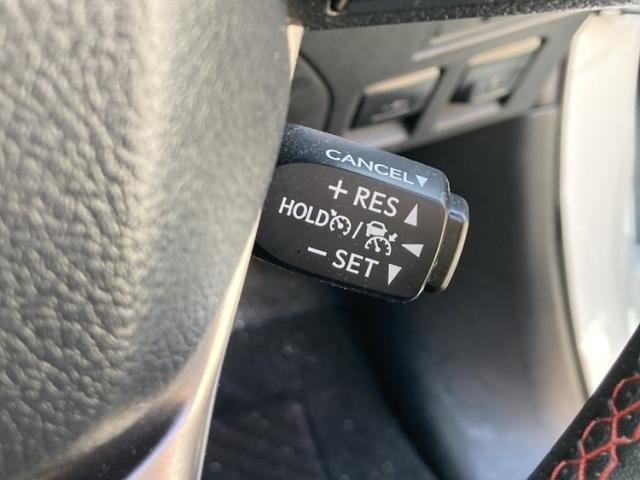 CANCEL▼
+ RES ▲
HOLD /
− SET ▼